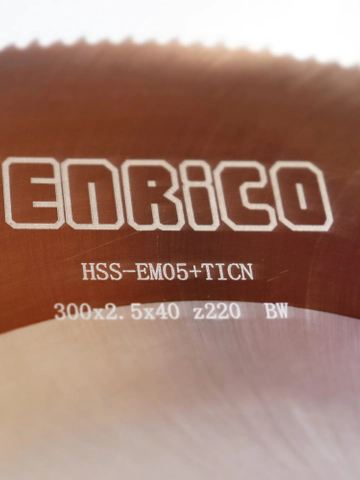 ENRiCO
HSS-EM05+TICN
300x2.5x40 z220 BW